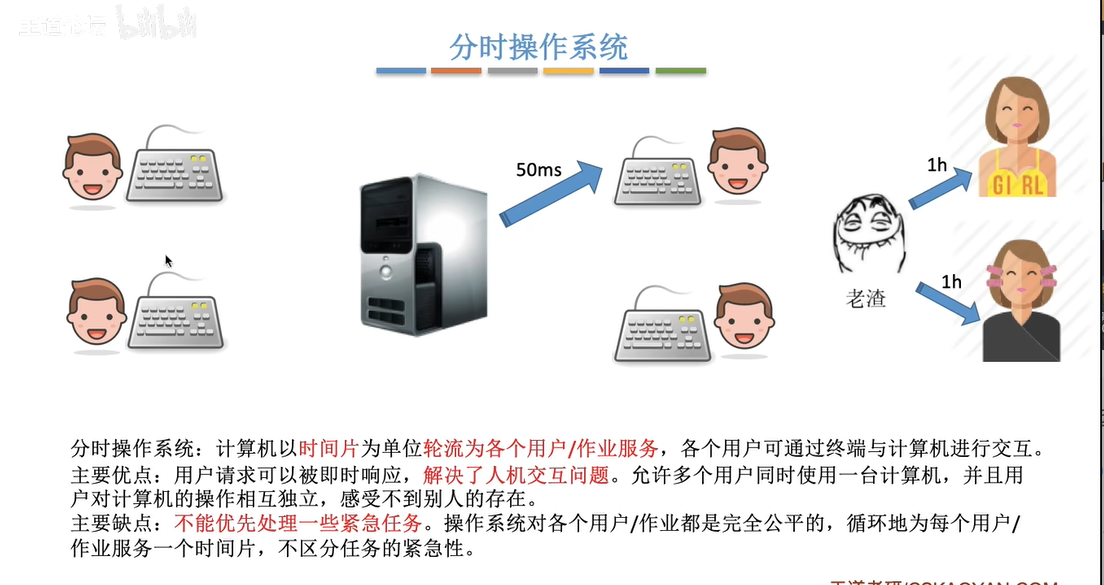 王道论坛 bilibili
分时操作系统
50ms
1h
GIRL
老渣
1h
分时操作系统：计算机以时间片为单位轮流为各个用户/作业服务，各个用户可通过终端与计算机进行交互。
主要优点：用户请求可以被即时响应，解决了人机交互问题。允许多个用户同时使用一台计算机，并且用
户对计算机的操作相互独立，感受不到别人的存在。
主要缺点：不能优先处理一些紧急任务。操作系统对各个用户/作业都是完全公平的，循环地为每个用户/
作业服务一个时间片，不区分任务的紧急性。
王道考研/CSKAOYAN.COM